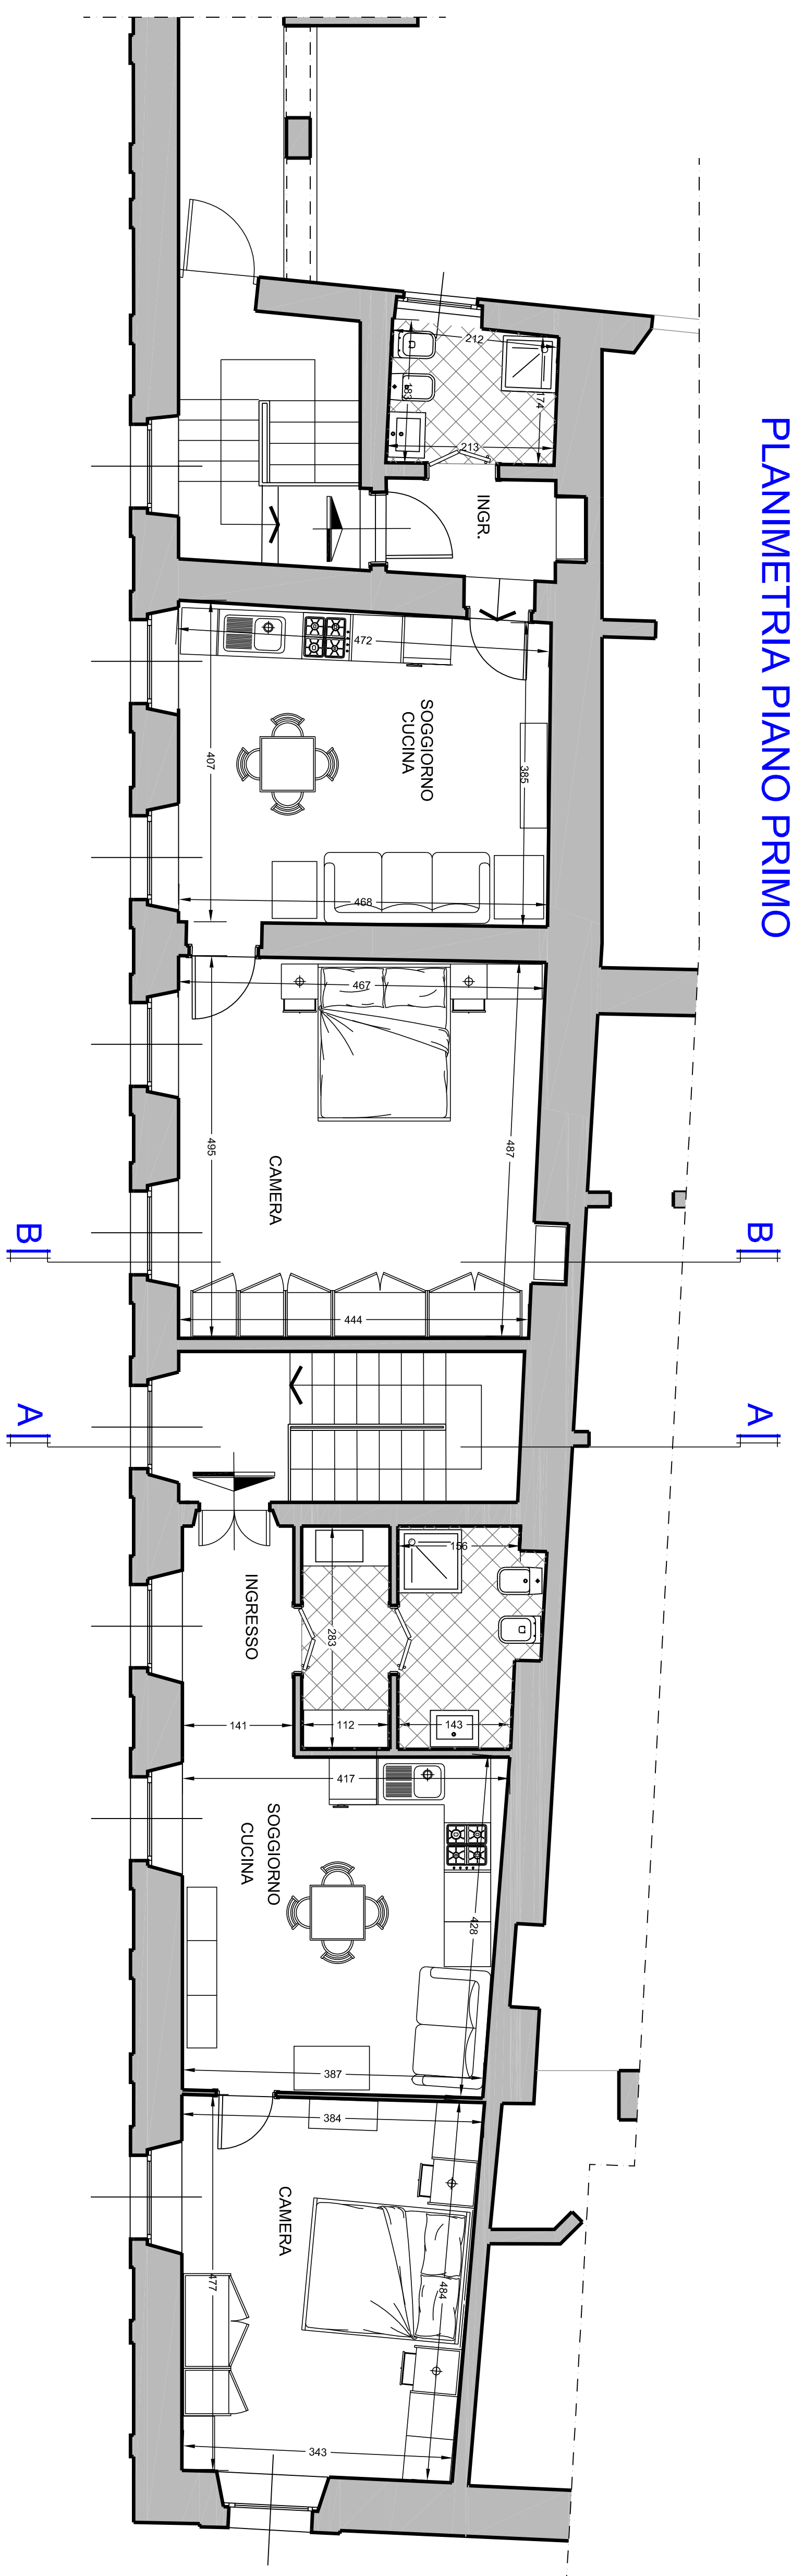 PLANIMETRIA PIANO PRIMO
212
183
174
213
INGR.
472
SOGGIORNO
CUCINA
407
385
468
467
495
487
CAMERA
B
B
444
A
A
156
INGRESSO
283
141
112
143
417
SOGGIORNO
CUCINA
428
387
384
CAMERA
477
484
343